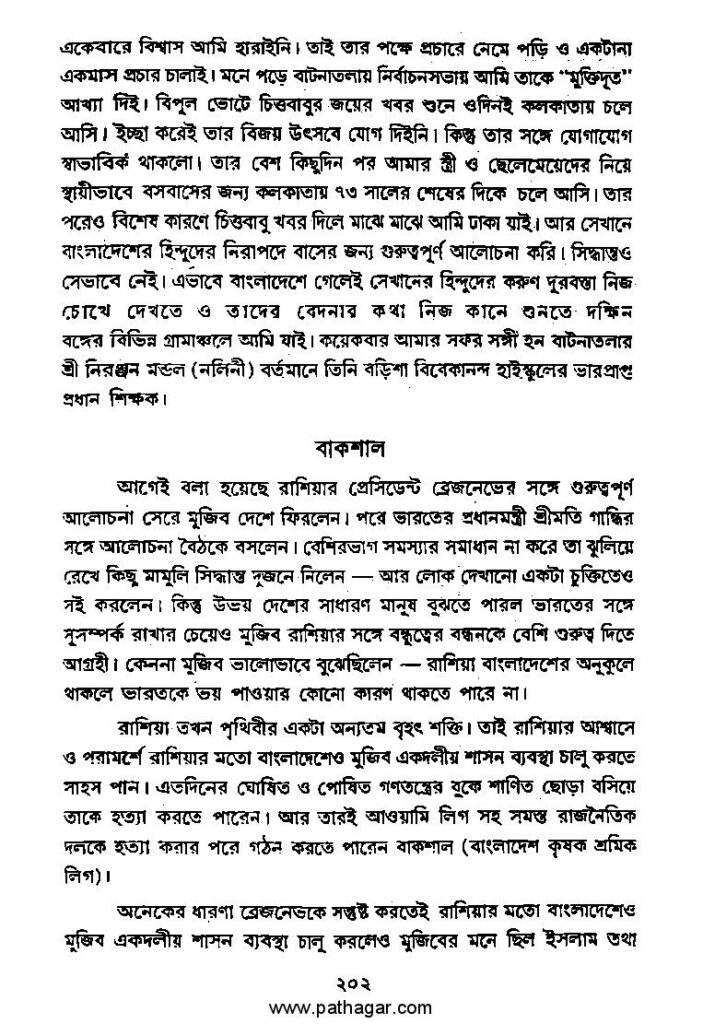 একেবারে বিশ্বাস আমি হারাইনি। তাই তার পক্ষে প্রচারে নেমে পড়ি ও একটানা
একমাস প্রচার চালাই। মনে পড়ে বাটনাতলায় নির্বাচনসভায় আমি তাকে “মুক্তিদূত”
আখ্যা দিই। বিপুল ভোটে চিত্তবাবুর জয়ের খবর শুনে ওদিনই কলকাতায় চলে
আসি। ইচ্ছা করেই তার বিজয় উৎসবে যোগ দিইনি। কিন্তু তার সঙ্গে যোগাযোগ
স্বাভাবিক থাকলো। তার বেশ কিছুদিন পর আমার স্ত্রী ও ছেলেমেয়েদের নিয়ে
স্থায়ীভাবে বসবাসের জন্য কলকাতায় ৭৩ সালের শেষের দিকে চলে আসি। তার
পরেও বিশেষ কারণে চিত্তবাবু খবর দিলে মাঝে মাঝে আমি ঢাকা যাই। আর সেখানে
বাংলাদেশের হিন্দুদের নিরাপদে বাসের জন্য গুরুত্বপূর্ণ আলোচনা করি। সিদ্ধান্তও
সেভাবে নেই। এভাবে বাংলাদেশে গেলেই সেখানের হিন্দুদের করুণ দূরবস্তা নিজ
চোখে দেখতে ও তাদের বেদনার কথা নিজ কানে শুনতে দক্ষিন
বঙ্গের বিভিন্ন গ্রামাঞ্চলে আমি যাই। কয়েকবার আমার সফর সঙ্গী হন বাটনাতলার
শ্রী নিরঞ্জন মন্ডল (নলিনী) বর্তমানে তিনি বড়িশা বিবেকানন্দ হাইস্কুলের ভারপ্রাপ্ত
প্রধান শিক্ষক।
বাকশাল
আগেই বলা হয়েছে রাশিয়ার প্রেসিডেন্ট ব্রেজনেভের সঙ্গে গুরুত্বপূর্ণ
আলোচনা সেরে মুজিব দেশে ফিরলেন। পরে ভারতের প্রধানমন্ত্রী শ্রীমতি গান্ধির
সঙ্গে আলোচনা বৈঠকে বসলেন। বেশিরভাগ সমস্যার সমাধান না করে তা ঝুলিয়ে
রেখে কিছু মামুলি সিদ্ধান্ত দুজনে নিলেন — আর লোক দেখানো একটা চুক্তিতেও
সই করলেন। কিন্তু উভয় দেশের সাধারণ মানুষ বুঝতে পারল ভারতের সঙ্গে
সুসম্পর্ক রাখার চেয়েও মুজিব রাশিয়ার সঙ্গে বন্ধুত্বের বন্ধনকে বেশি গুরুত্ব দিতে
আগ্রহী। কেননা মুজিব ভালোভাবে বুঝেছিলেন — রাশিয়া বাংলাদেশের অনুকূলে
থাকলে ভারতকে ভয় পাওয়ার কোনো কারণ থাকতে পারে না।
রাশিয়া তখন পৃথিবীর একটা অন্যতম বৃহৎ শক্তি। তাই রাশিয়ার আশ্বাসে
ও পরামর্শে রাশিয়ার মতো বাংলাদেশেও মুজিব একদলীয় শাসন ব্যবস্থা চালু করতে
সাহস পান। এতদিনের ঘোষিত ও পোষিত গণতন্ত্রের বুকে শাণিত ছোড়া বসিয়ে
তাকে হত্যা করতে পারেন। আর তারই আওয়ামি লিগ সহ সমস্ত রাজনৈতিক
দলকে হত্যা করার পরে গঠন করতে পারেন বাকশাল (বাংলাদেশ কৃষক শ্রমিক
লিগ)।
অনেকের ধারণা ব্রেজনেভকে সন্তুষ্ট করতেই রাশিয়ার মতো বাংলাদেশেও
মুজিব একদলীয় শাসন ব্যবস্থা চালু করলেও মুজিবের মনে ছিল ইসলাম তথা
২০২
www.pathagar.com